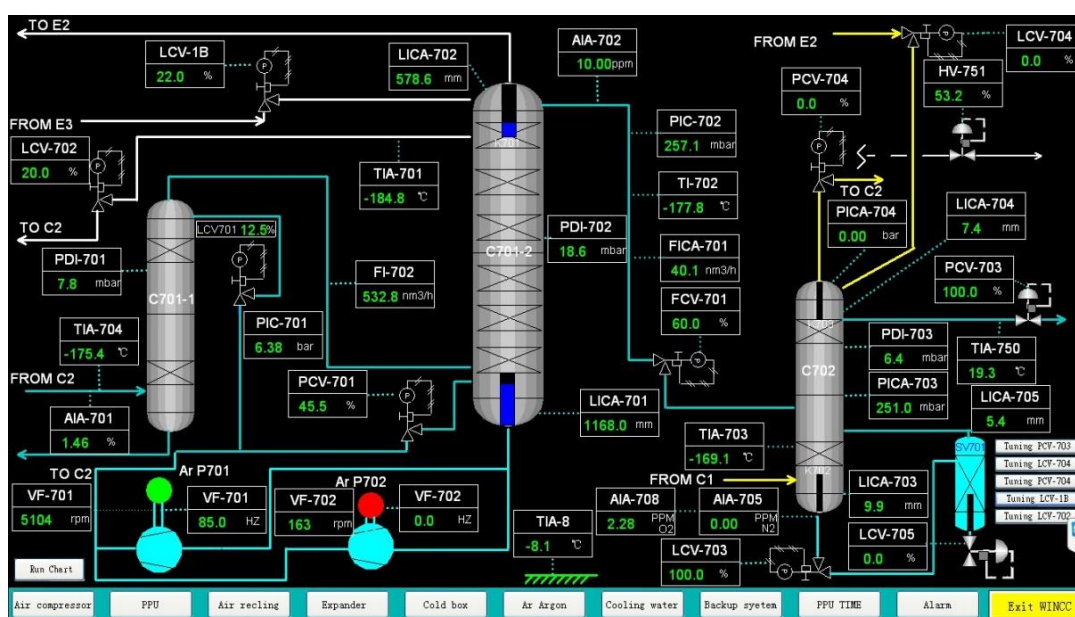 TO E2
LCV-1B
22.0 %
LICA-702
578.6 mm
AIA-702
10.00ppm
FROM E2
LCV-704
0.0 %
PCV-704
0.0 %
HV-751
53.2 %
FROM E3
LCV-702
20.0 %
K701
PIC-702
257.1 mbar
TIA-701
-184.8 ℃
TI-702
-177.8 ℃
TO C2
PICA-704
0.00 bar
LICA-704
7.4 mm
TO C2
LCV701 12.5%
PDI-701
7.8 mbar
C701-1
C701-2
PDI-702
18.6 mbar
FICA-701
40.1 nm3/h
PCV-703
100.0 %
FI-702
532.8 nm3/h
FCV-701
60.0 %
TIA-704
-175.4 ℃
PIC-701
6.38 bar
K703
PDI-703
6.4 mbar
TIA-750
19.3 ℃
FROM C2
C702
PCV-701
45.5 %
PICA-703
251.0 mbar
LICA-705
5.4 mm
AIA-701
1.46 %
LICA-701
1168.0 mm
TIA-703
-169.1 ℃
SV701
Tuning PCV-703
Tuning LCV-704
Tuning PCV-704
Tuning LCV-1B
Tuning LCV-702
TO C2
Ar P701
Ar P702
FROM C1
K702
LICA-703
9.9 mm
VF-701
5104 rpm
VF-701
85.0 HZ
VF-702
163 rpm
VF-702
0.0 HZ
AIA-708
2.28 PPM O2
AIA-705
0.00 PPM N2
TIA-8
-8.1 ℃
LCV-703
100.0 %
LCV-705
0.0 %
P
P
P
P
P
P
P
P
Run Chart
Air compressor
PPU
Air recling
Expander
Cold box
Ar Argon
Cooling water
Backup syetem
PPU TIME
Alarm
Exit WINCC